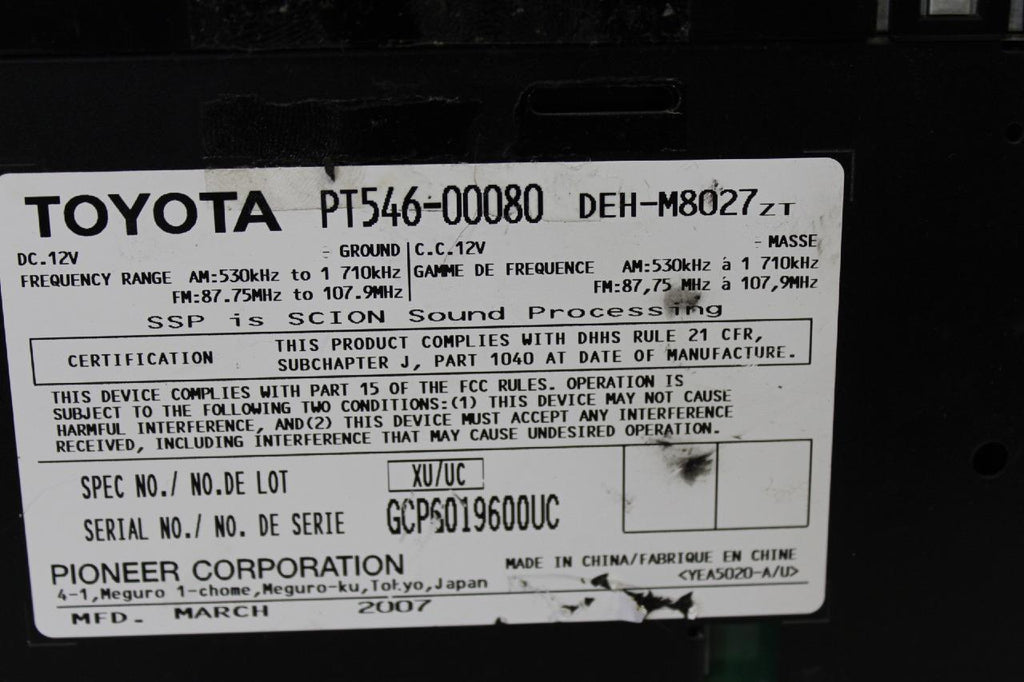 TOYOTA PT546-00080 DEH-M8027ZT
DC.12V - GROUND C.C.12V - MASSE
FREQUENCY RANGE AM:530kHz to 1 710kHz GAMME DE FREQUENCE AM:530kHz à 1 710kHz
FM:87.75MHz to 107.9MHz FM:87,75 MHz à 107,9MHz
SSP is SCION Sound Processing
CERTIFICATION THIS PRODUCT COMPLIES WITH DHHS RULE 21 CFR,
SUBCHAPTER J, PART 1040 AT DATE OF MANUFACTURE.
THIS DEVICE COMPLIES WITH PART 15 OF THE FCC RULES. OPERATION IS
SUBJECT TO THE FOLLOWING TWO CONDITIONS:(1) THIS DEVICE MAY NOT CAUSE
HARMFUL INTERFERENCE, AND(2) THIS DEVICE MUST ACCEPT ANY INTERFERENCE
RECEIVED, INCLUDING INTERFERENCE THAT MAY CAUSE UNDESIRED OPERATION.
SPEC NO./ NO.DE LOT XU/UC
SERIAL NO./ NO. DE SERIE GCPG019600UC
PIONEER CORPORATION MADE IN CHINA/FABRIQUE EN CHINE
4-1,Meguro 1-chome,Meguro-ku,Tokyo,Japan <YEA5020-A/U>
MFD. MARCH 2007